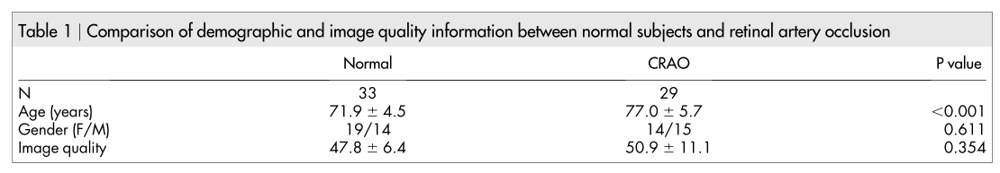 Table 1 | Comparison of demographic and image quality information between normal subjects and retinal artery occlusion
Normal CRAO P value
N 33 29
Age (years) 71.9 ± 4.5 77.0 ± 5.7 <0.001
Gender (F/M) 19/14 14/15 0.611
Image quality 47.8 ± 6.4 50.9 ± 11.1 0.354